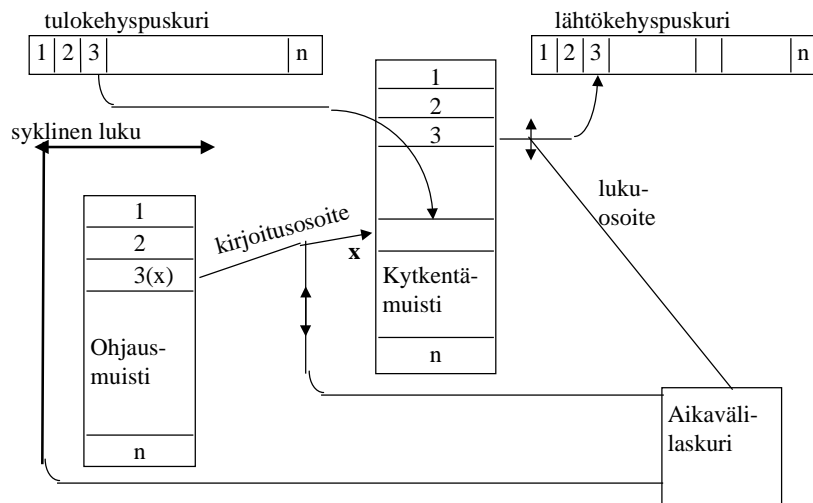 tulokehyspuskuri
1 2 3 n
lähtökehyspuskuri
1 2 3 n
syklinen luku
1
2
3(x)
Ohjaus-
muisti
n
kirjoitusosoite
x
1
2
3
Kytkentä-
muisti
n
luku-
osoite
Aikaväli-
laskuri